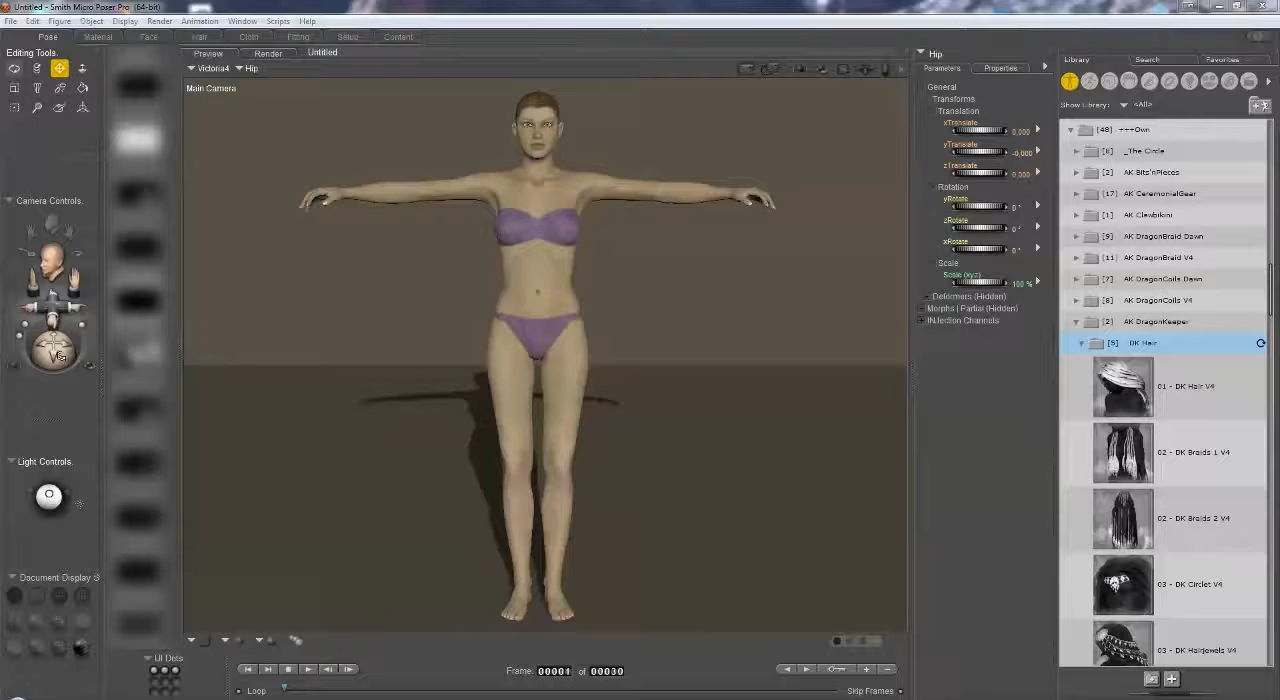 Untitled - Smith Micro Poser Pro (64-bit)
File Edit Figure Object Display Render Animation Window Scripts Help
Pose Material Face Hair Cloth Fitting Setup Content
Editing Tools.
Preview Render Untitled
Victoria4 Hip
Main Camera
Camera Controls.
Light Controls.
Document Display S
UI Dots
Frame: 00001 of 00030
Loop
Skip Frames
Hip
Parameters Properties
General
Transforms
Translation
xTranslate
0.000
yTranslate
-0.000
zTranslate
0.000
Rotation
yRotate
0 °
zRotate
0 °
xRotate
0 °
Scale
Scale (xyz)
100 %
Deformers (Hidden)
Morphs | Partial (Hidden)
INJection Channels
Library Search Favorites
Show Library: <All>
[48] +++Own
[8] _The Circle
[2] AK Bits'nPieces
[17] AK CeremonialGear
[1] AK Clawbikini
[9] AK DragonBraid Dawn
[11] AK DragonBraid V4
[7] AK DragonCoils Dawn
[8] AK DragonCoils V4
[2] AK DragonKeeper
[9] DK Hair
01 - DK Hair V4
02 - DK Braids 1 V4
02 - DK Braids 2 V4
03 - DK Circlet V4
03 - DK Hairjewels V4